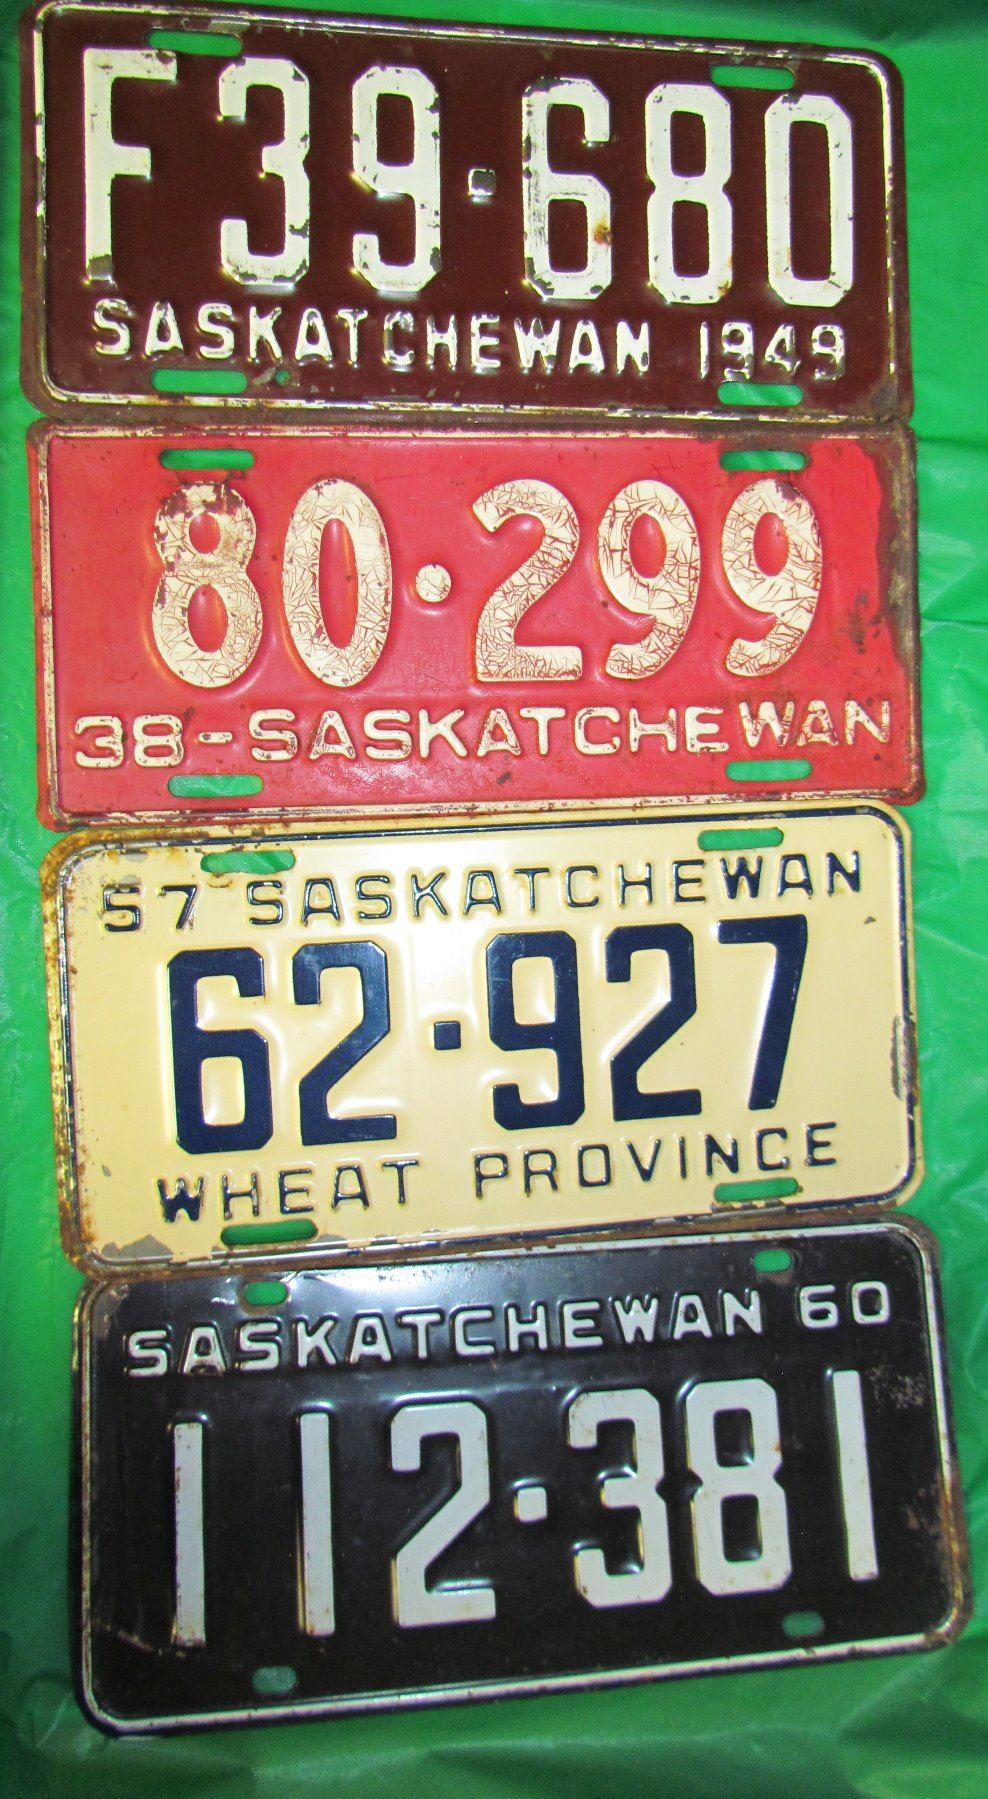 F39·680
SASKATCHEWAN 1949
80·299
38-SASKATCHEWAN
57 SASKATCHEWAN
62·927
WHEAT PROVINCE
SASKATCHEWAN 60
112·381